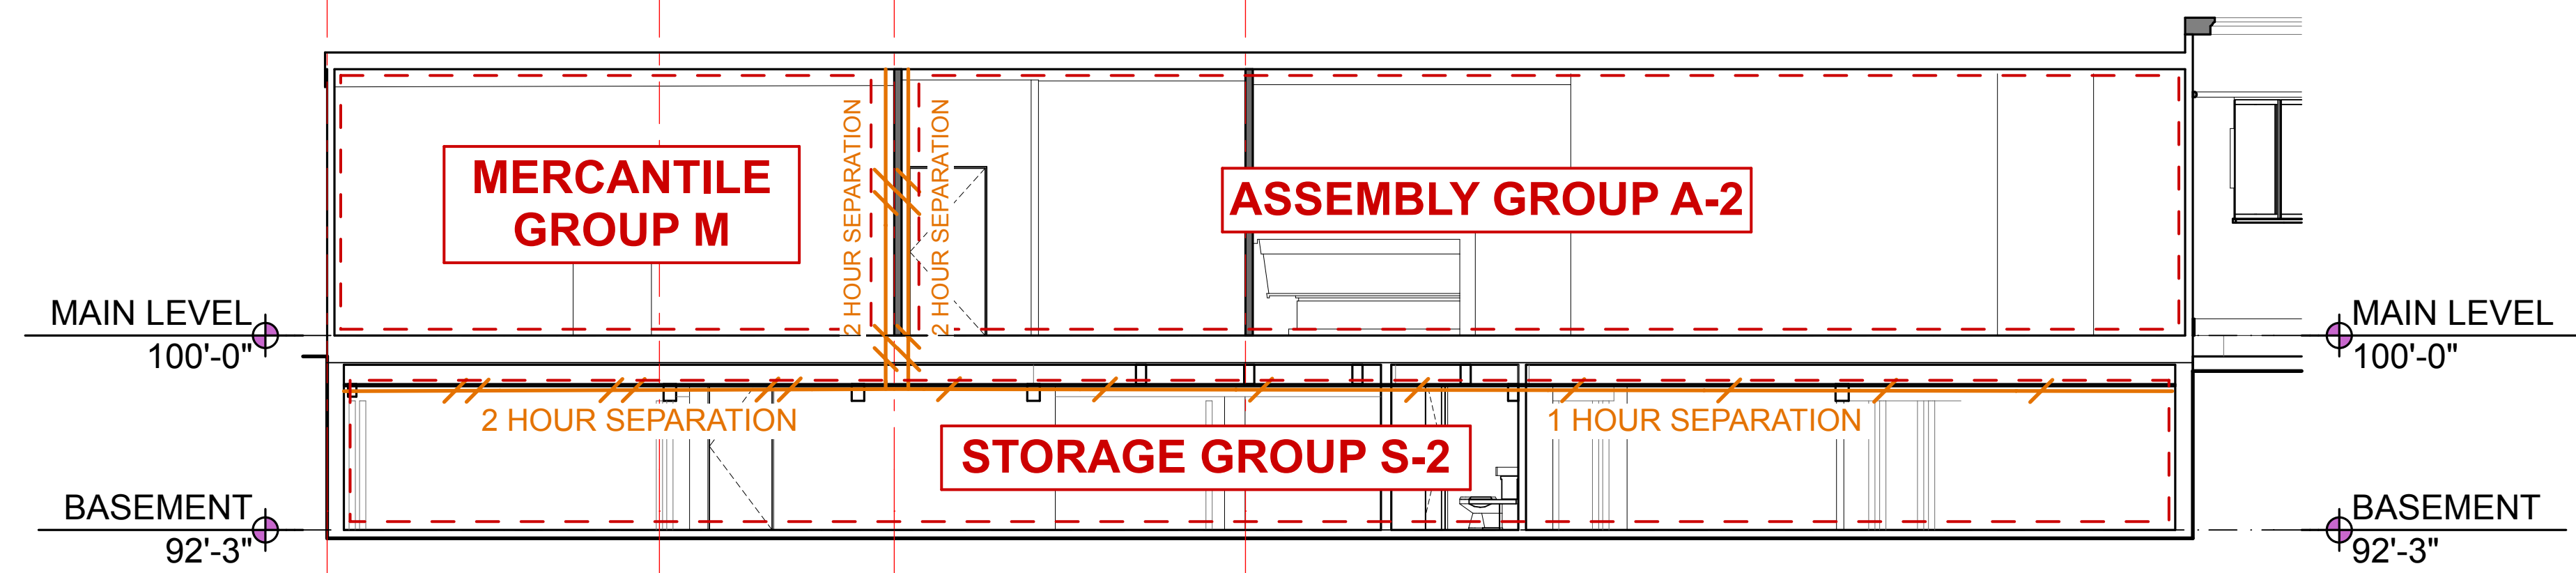 MERCANTILE
GROUP M
2 HOUR SEPARATION
2 HOUR SEPARATION
ASSEMBLY GROUP A-2
MAIN LEVEL
100'-0"
MAIN LEVEL
100'-0"
2 HOUR SEPARATION
1 HOUR SEPARATION
STORAGE GROUP S-2
BASEMENT
92'-3"
BASEMENT
92'-3"